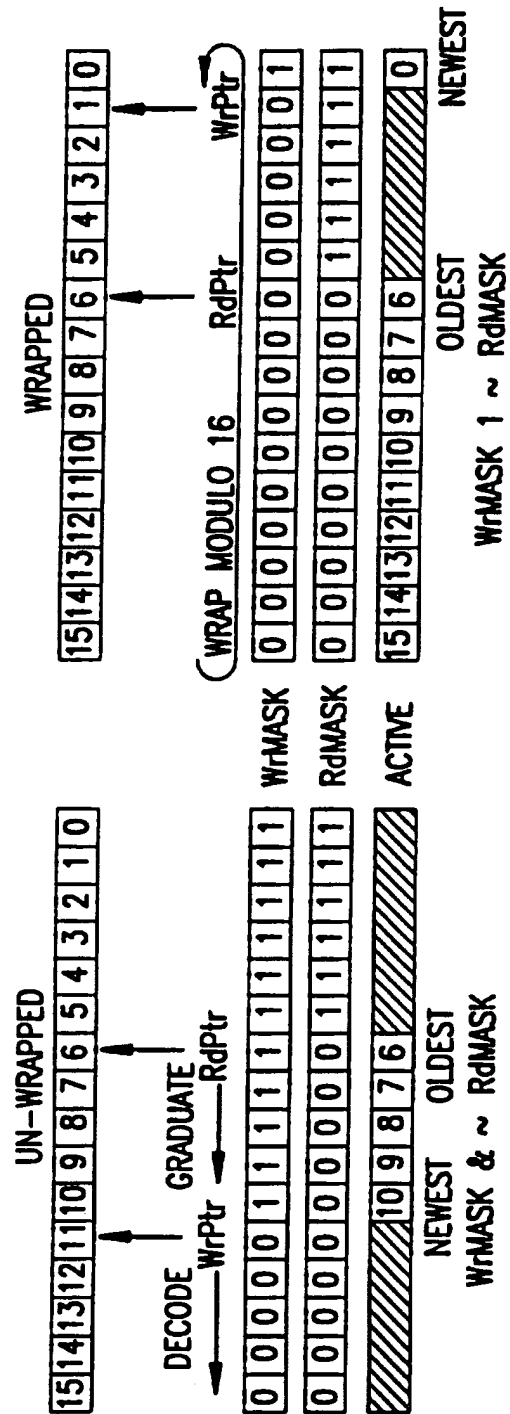 UN-WRAPPED
15 14 13 12 11 10 9 8 7 6 5 4 3 2 1 0
DECODE
WrPtr
GRADUATE
RdPtr
0 0 0 0 0 1 1 1 1 1 1 1 1 1 1 1
0 0 0 0 0 0 0 0 0 0 1 1 1 1 1 1
10 9 8 7 6
NEWEST OLDEST
WrMASK & ~ RdMASK
WrMASK
RdMASK
ACTIVE
WRAPPED
15 14 13 12 11 10 9 8 7 6 5 4 3 2 1 0
WRAP MODULO 16 RdPtr WrPtr
0 0 0 0 0 0 0 0 0 0 0 0 0 0 0 1
0 0 0 0 0 0 0 0 0 0 1 1 1 1 1 1
15 14 13 12 11 10 9 8 7 6 0
OLDEST NEWEST
WrMASK 1 ~ RdMASK